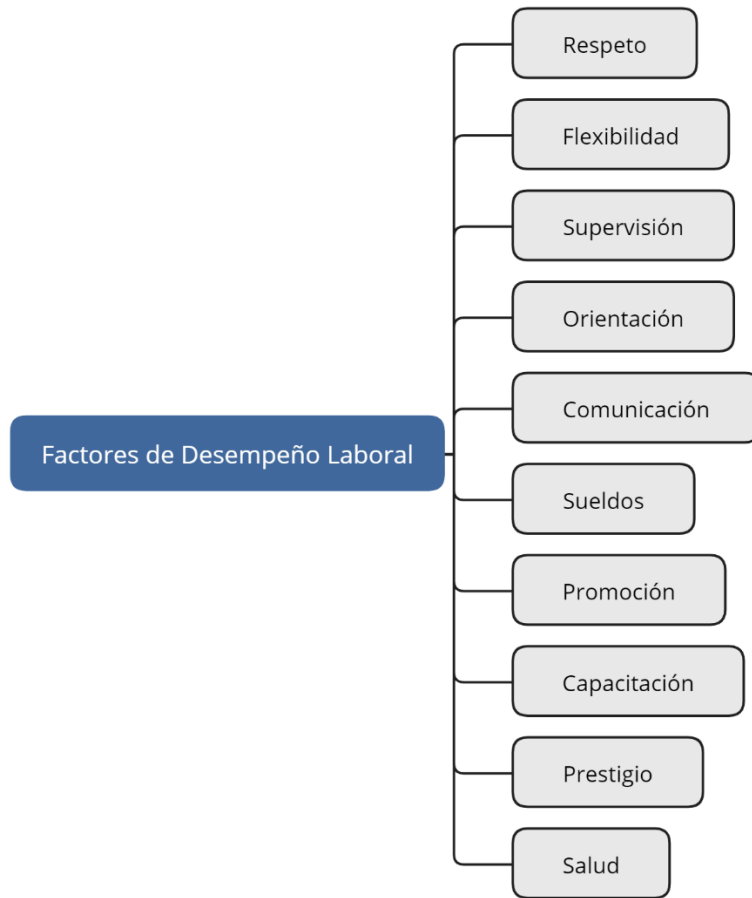 Respeto
Flexibilidad
Supervisión
Orientación
Comunicación
Factores de Desempeño Laboral
Sueldos
Promoción
Capacitación
Prestigio
Salud